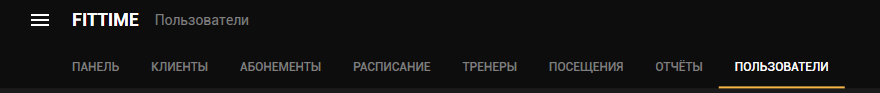 FITTIME Пользователи
ПАНЕЛЬ КЛИЕНТЫ АБОНЕМЕНТЫ РАСПИСАНИЕ ТРЕНЕРЫ ПОСЕЩЕНИЯ ОТЧЁТЫ ПОЛЬЗОВАТЕЛИ